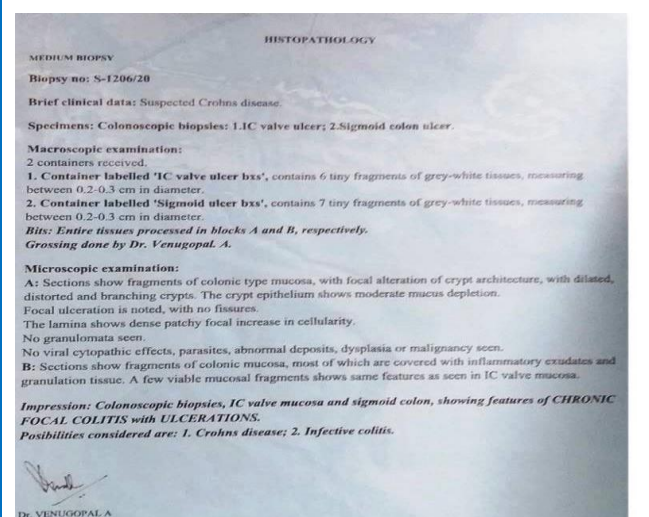 HISTOPATHOLOGY
MEDIUM BIOPSY
Biopsy no: S-1206/20
Brief clinical data: Suspected Crohns disease.
Specimens: Colonoscopic biopsies: 1.IC valve ulcer; 2.Sigmoid colon ulcer.
Macroscopic examination:
2 containers received.
1. Container labelled 'IC valve ulcer bxs', contains 6 tiny fragments of grey-white tissues, measuring
between 0.2-0.3 cm in diameter.
2. Container labelled 'Sigmoid ulcer bxs', contains 7 tiny fragments of grey-white tissues, measuring
between 0.2-0.3 cm in diameter.
Bits: Entire tissues processed in blocks A and B, respectively.
Grossing done by Dr. Venugopal. A.
Microscopic examination:
A: Sections show fragments of colonic type mucosa, with focal alteration of crypt architecture, with dilated,
distorted and branching crypts. The crypt epithelium shows moderate mucus depletion.
Focal ulceration is noted, with no fissures.
The lamina shows dense patchy focal increase in cellularity.
No granulomata seen.
No viral cytopathic effects, parasites, abnormal deposits, dysplasia or malignancy seen.
B: Sections show fragments of colonic mucosa, most of which are covered with inflammatory exudates and
granulation tissue. A few viable mucosal fragments shows same features as seen in IC valve mucosa.
Impression: Colonoscopic biopsies, IC valve mucosa and sigmoid colon, showing features of CHRONIC
FOCAL COLITIS with ULCERATIONS.
Posibilities considered are: 1. Crohns disease; 2. Infective colitis.
Dr. VENUGOPAL A